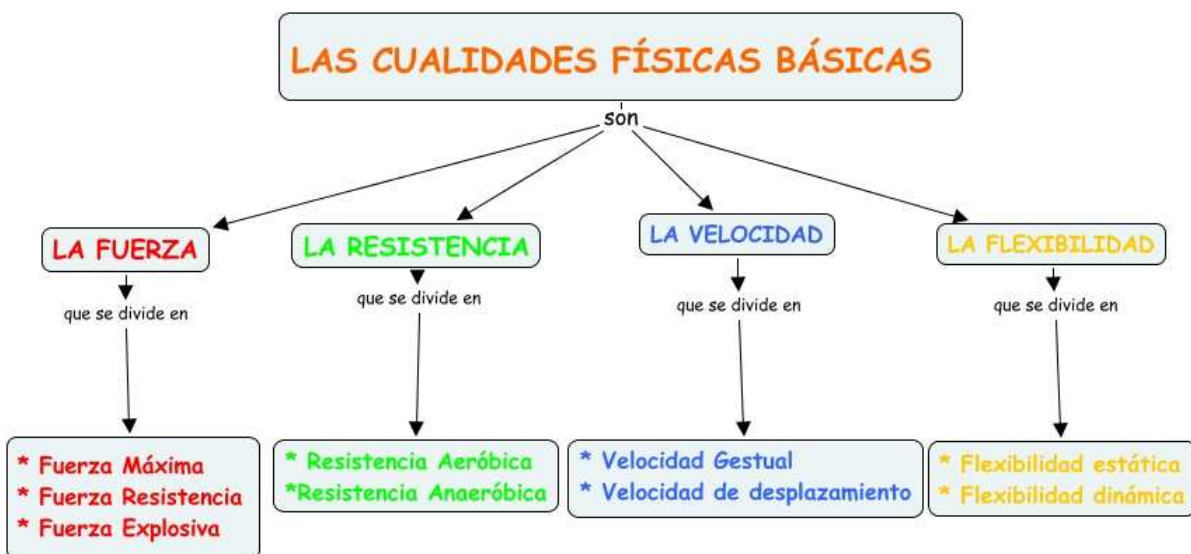 LAS CUALIDADES FÍSICAS BÁSICAS
son
LA FUERZA
LA RESISTENCIA
LA VELOCIDAD
LA FLEXIBILIDAD
que se divide en
que se divide en
que se divide en
que se divide en
* Fuerza Máxima
* Fuerza Resistencia
* Fuerza Explosiva
* Resistencia Aeróbica
*Resistencia Anaeróbica
* Velocidad Gestual
* Velocidad de desplazamiento
* Flexibilidad estática
* Flexibilidad dinámica